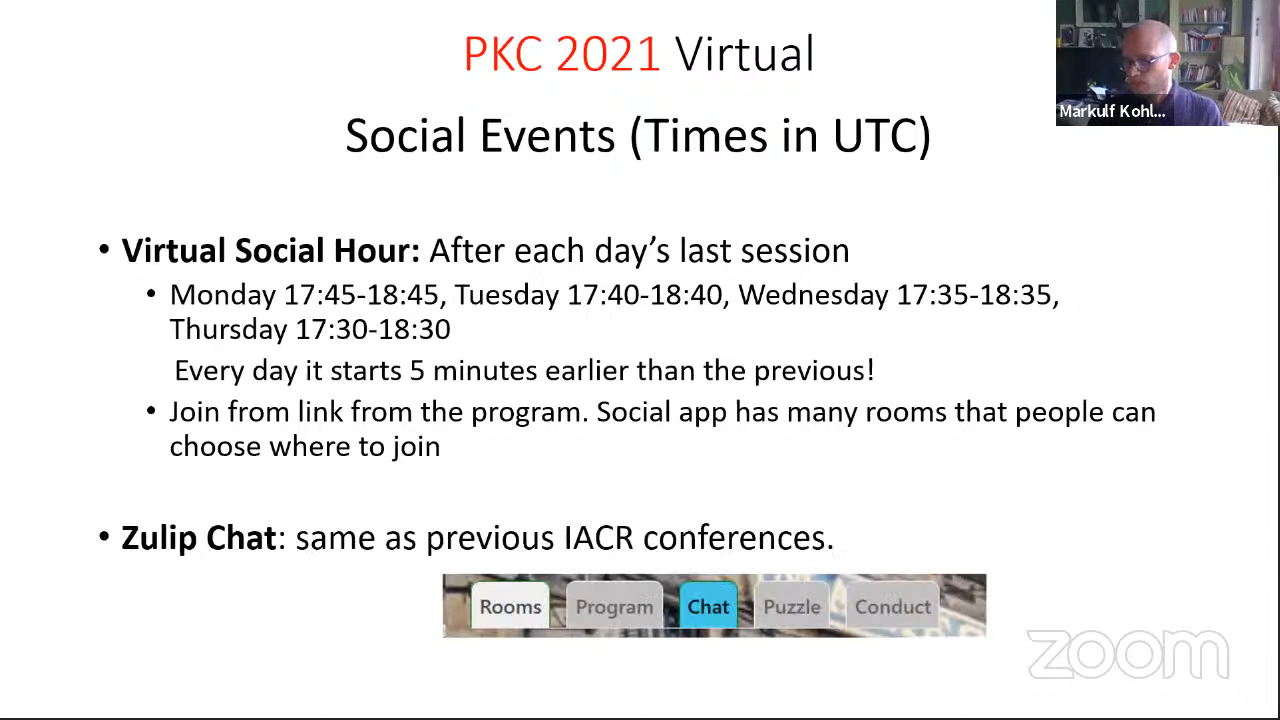 PKC 2021 Virtual
Social Events (Times in UTC)
Markulf Kohl...
• Virtual Social Hour: After each day’s last session
• Monday 17:45-18:45, Tuesday 17:40-18:40, Wednesday 17:35-18:35,
Thursday 17:30-18:30
Every day it starts 5 minutes earlier than the previous!
• Join from link from the program. Social app has many rooms that people can
choose where to join
• Zulip Chat: same as previous IACR conferences.
Rooms Program Chat Puzzle Conduct
zoom